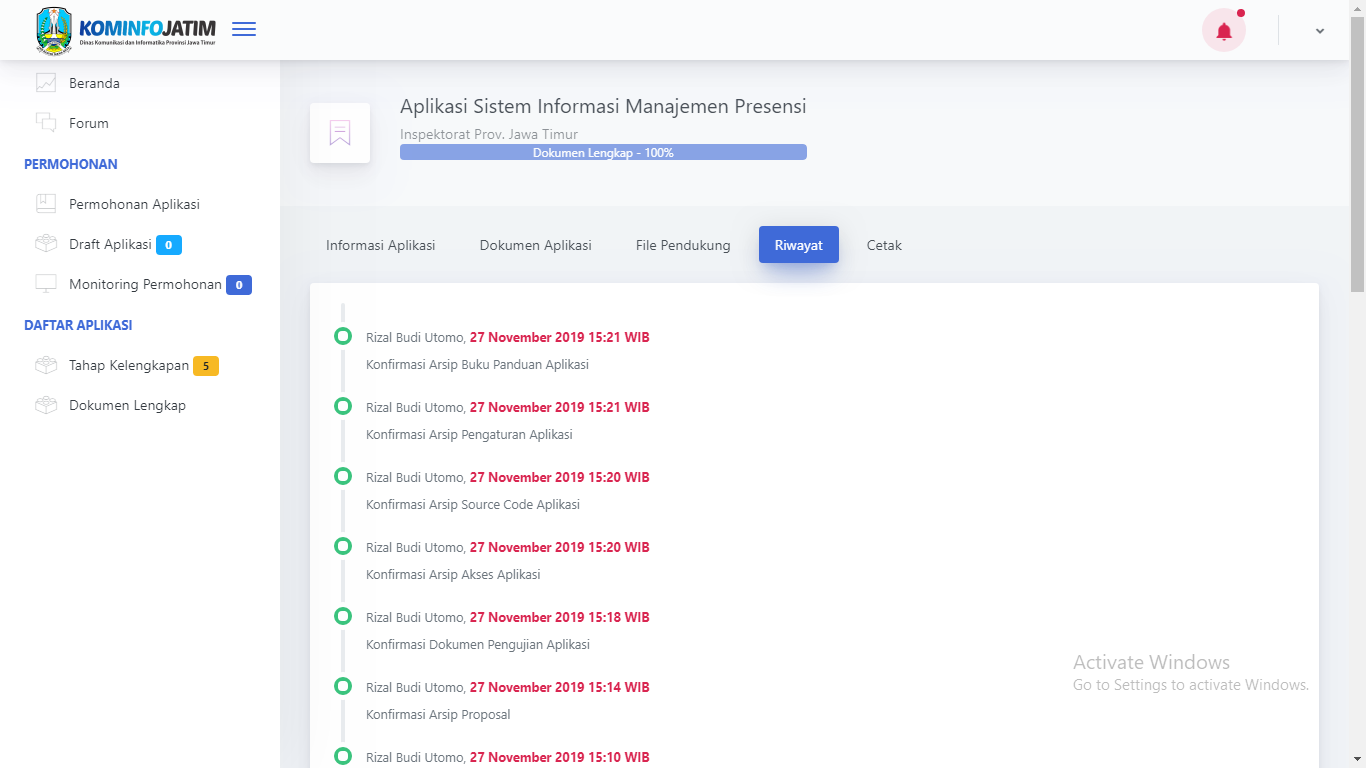 KOMINFOJATIM
Dinas Komunikasi dan Informatika Provinsi Jawa Timur
Beranda
Forum
PERMOHONAN
Permohonan Aplikasi
Draft Aplikasi 0
Monitoring Permohonan 0
DAFTAR APLIKASI
Tahap Kelengkapan 5
Dokumen Lengkap
Aplikasi Sistem Informasi Manajemen Presensi
Inspektorat Prov. Jawa Timur
Dokumen Lengkap - 100%
Informasi Aplikasi Dokumen Aplikasi File Pendukung Riwayat Cetak
Rizal Budi Utomo, 27 November 2019 15:21 WIB
Konfirmasi Arsip Buku Panduan Aplikasi
Rizal Budi Utomo, 27 November 2019 15:21 WIB
Konfirmasi Arsip Pengaturan Aplikasi
Rizal Budi Utomo, 27 November 2019 15:20 WIB
Konfirmasi Arsip Source Code Aplikasi
Rizal Budi Utomo, 27 November 2019 15:20 WIB
Konfirmasi Arsip Akses Aplikasi
Rizal Budi Utomo, 27 November 2019 15:18 WIB
Konfirmasi Dokumen Pengujian Aplikasi
Rizal Budi Utomo, 27 November 2019 15:14 WIB
Konfirmasi Arsip Proposal
Rizal Budi Utomo, 27 November 2019 15:10 WIB
Activate Windows
Go to Settings to activate Windows.